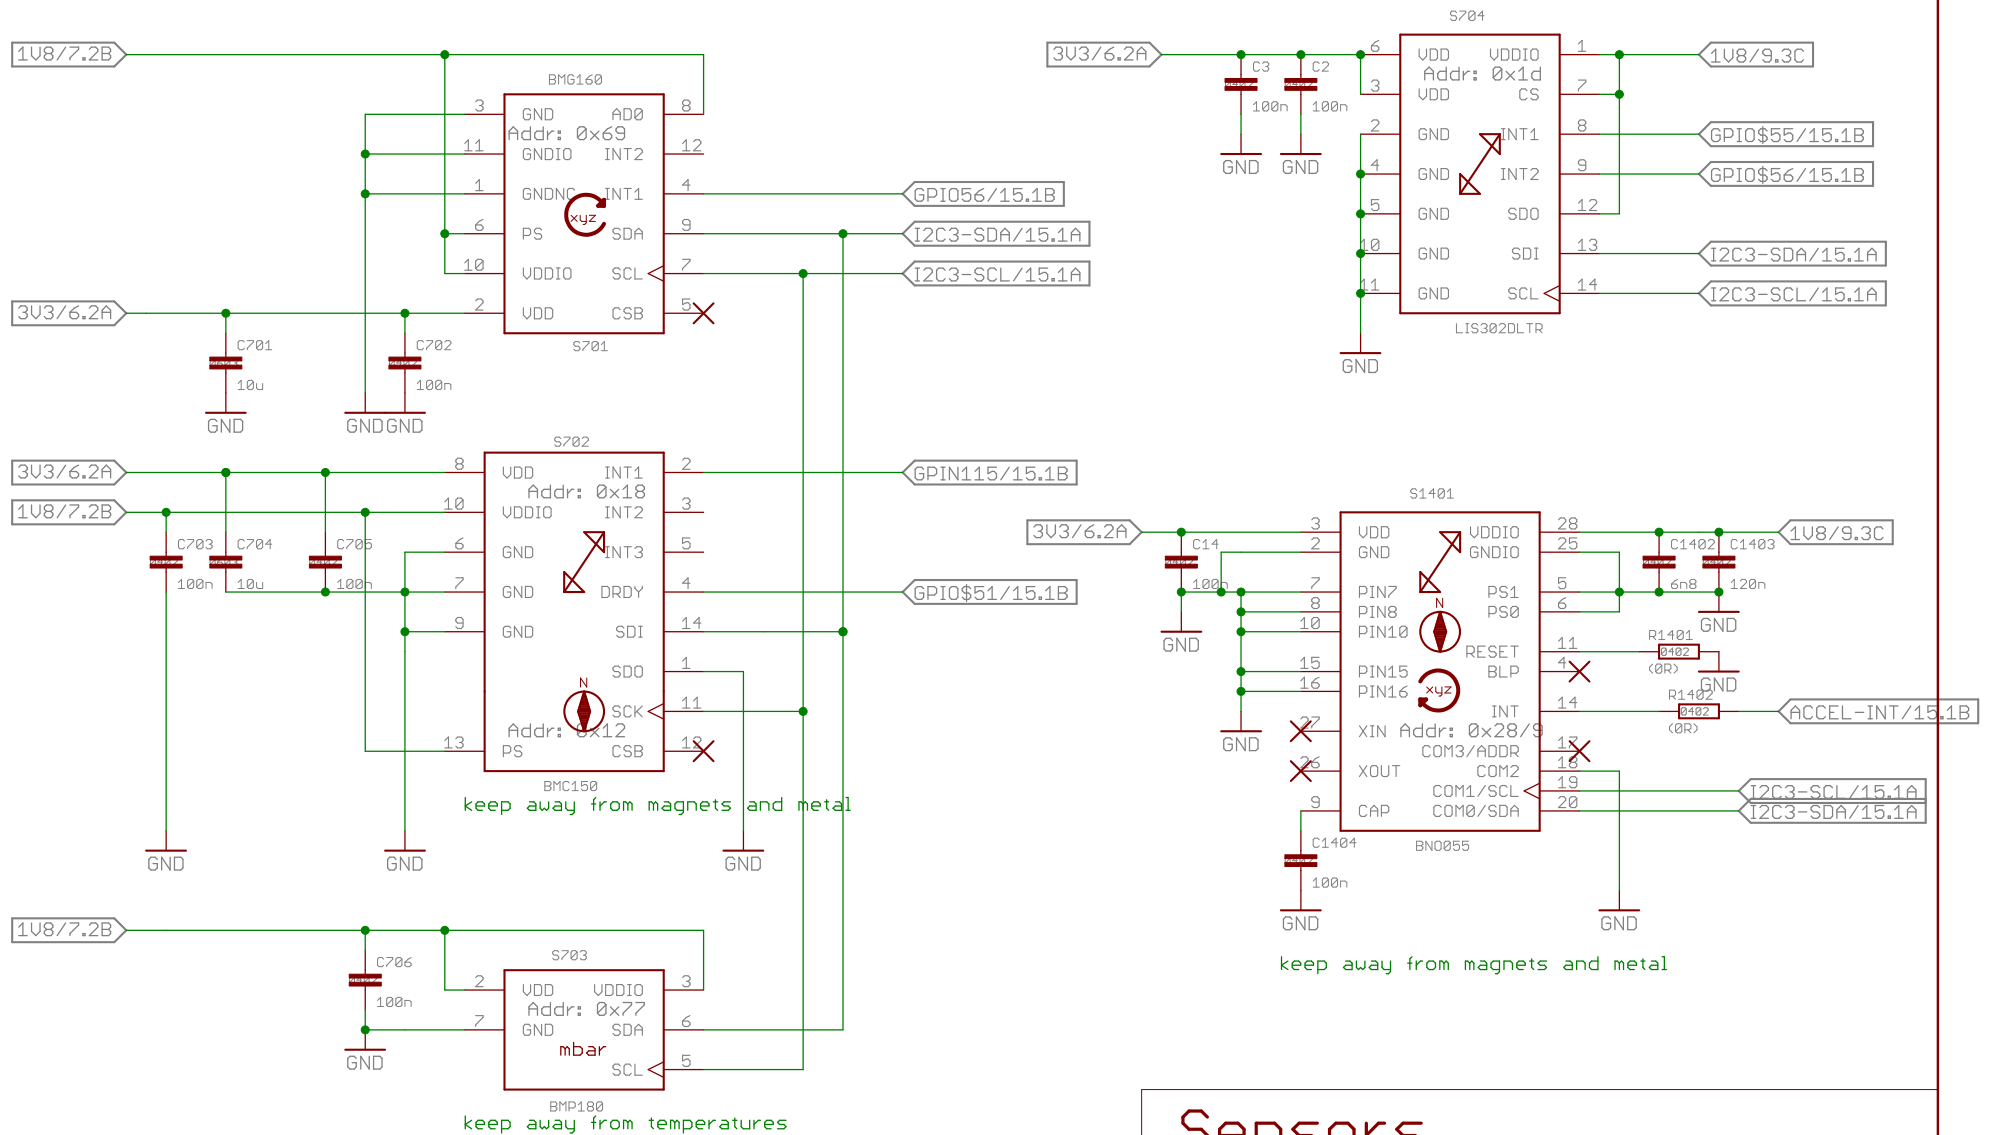 1V8/7.2B
BMG160
3 GND AD0 8
Addr: 0x69
11 GNDIO INT2 12
1 GNDNC INT1 4
GPIO56/15.1B
xyz
6 PS SDA 9
I2C3-SDA/15.1A
10 VDDIO SCL 7
I2C3-SCL/15.1A
3V3/6.2A
2 VDD CSB 5
S701
C701
10u
GND
C702
100n
GND GND
S702
3V3/6.2A
8 VDD INT1 2
GPIN115/15.1B
Addr: 0x18
1V8/7.2B
10 VDDIO INT2 3
C703
100n
C704
10u
C705
100n
6 GND INT3 5
7 GND DRDY 4
GPIO$51/15.1B
9 GND SDI 14
SDO 1
N
SCK 11
Addr: 0x12
13 PS CSB 12
BMC150
keep away from magnets and metal
GND
GND
GND
1V8/7.2B
S703
C706
100n
2 VDD VDDIO 3
Addr: 0x77
7 GND SDA 6
mbar
SCL 5
GND
BMP180
keep away from temperatures
S704
3V3/6.2A
C3
100n
C2
100n
GND
GND
6 VDD VDDIO 1
1V8/9.3C
Addr: 0x1d
3 VDD CS 7
2 GND INT1 8
GPIO$55/15.1B
4 GND INT2 9
GPIO$56/15.1B
5 GND SDO 12
10 GND SDI 13
I2C3-SDA/15.1A
11 GND SCL 14
I2C3-SCL/15.1A
LIS302DLTR
GND
S1401
3V3/6.2A
3 VDD VDDIO 28
1V8/9.3C
C14
100n
GND
2 GND GNDIO 25
C1402
6n8
C1403
120n
GND
7 PIN7 PS1 5
8 PIN8 PS0 6
N
10 PIN10
RESET 11
R1401
0402
(0R)
GND
15 PIN15 BLP 4
16 PIN16
xyz
INT 14
R1402
0402
(0R)
ACCEL-INT/15.1B
27 XIN Addr: 0x28/9
GND
COM3/ADDR 17
26 XOUT COM2 18
COM1/SCL 19
I2C3-SCL/15.1A
9 CAP COM0/SDA 20
I2C3-SDA/15.1A
BNO055
C1404
100n
GND
GND
keep away from magnets and metal
Sensors